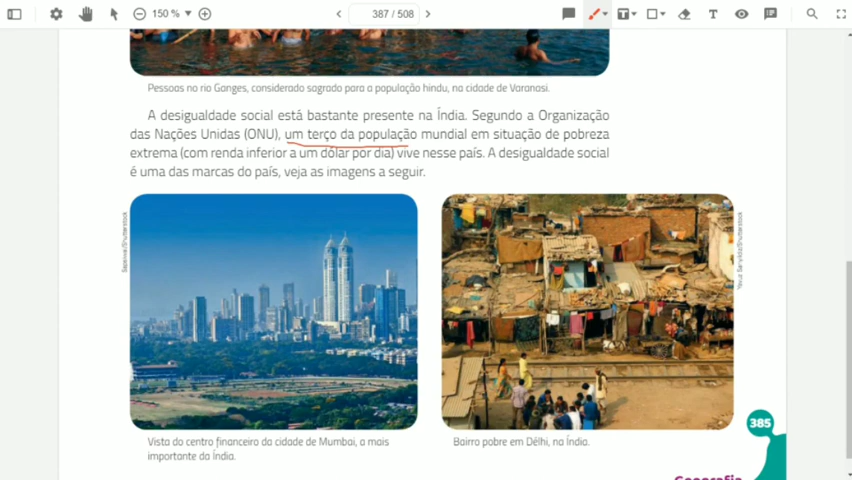 150 %
387 / 508
Pessoas no rio Ganges, considerado sagrado para a população hindu, na cidade de Varanasi.
A desigualdade social está bastante presente na Índia. Segundo a Organização
das Nações Unidas (ONU), um terço da população mundial em situação de pobreza
extrema (com renda inferior a um dólar por dia) vive nesse país. A desigualdade social
é uma das marcas do país, veja as imagens a seguir.
Vista do centro financeiro da cidade de Mumbai, a mais
importante da Índia.
Bairro pobre em Délhi, na Índia.
385
Geografia